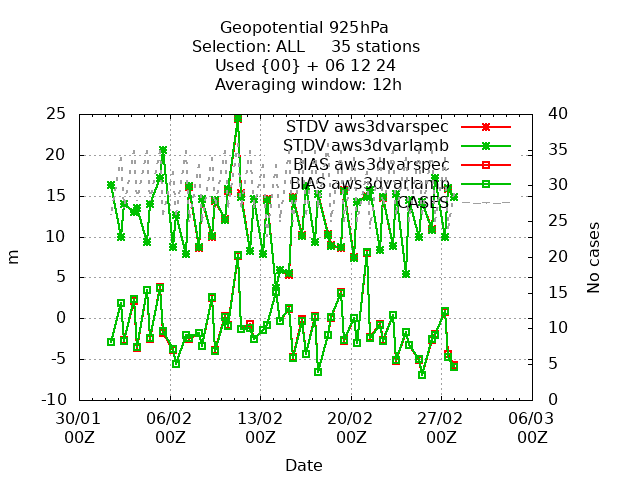 Geopotential 925hPa
Selection: ALL 35 stations
Used {00} + 06 12 24
Averaging window: 12h
STDV aws3dvarspec
STDV aws3dvarlamb
BIAS aws3dvarspec
BIAS aws3dvarlamb
CASES
25
20
15
10
5
0
-5
-10
m
40
35
30
25
20
15
10
5
0
No cases
30/01 06/02 13/02 20/02 27/02 06/03
00Z 00Z 00Z 00Z 00Z 00Z
Date